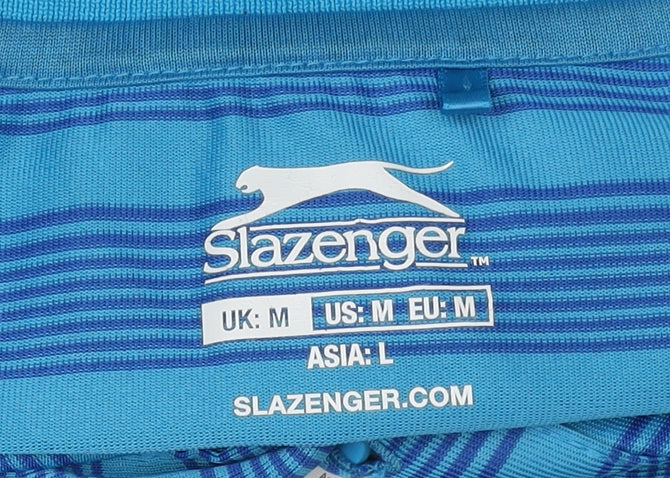 Slazenger™
UK: M US: M EU: M
ASIA: L
SLAZENGER.COM